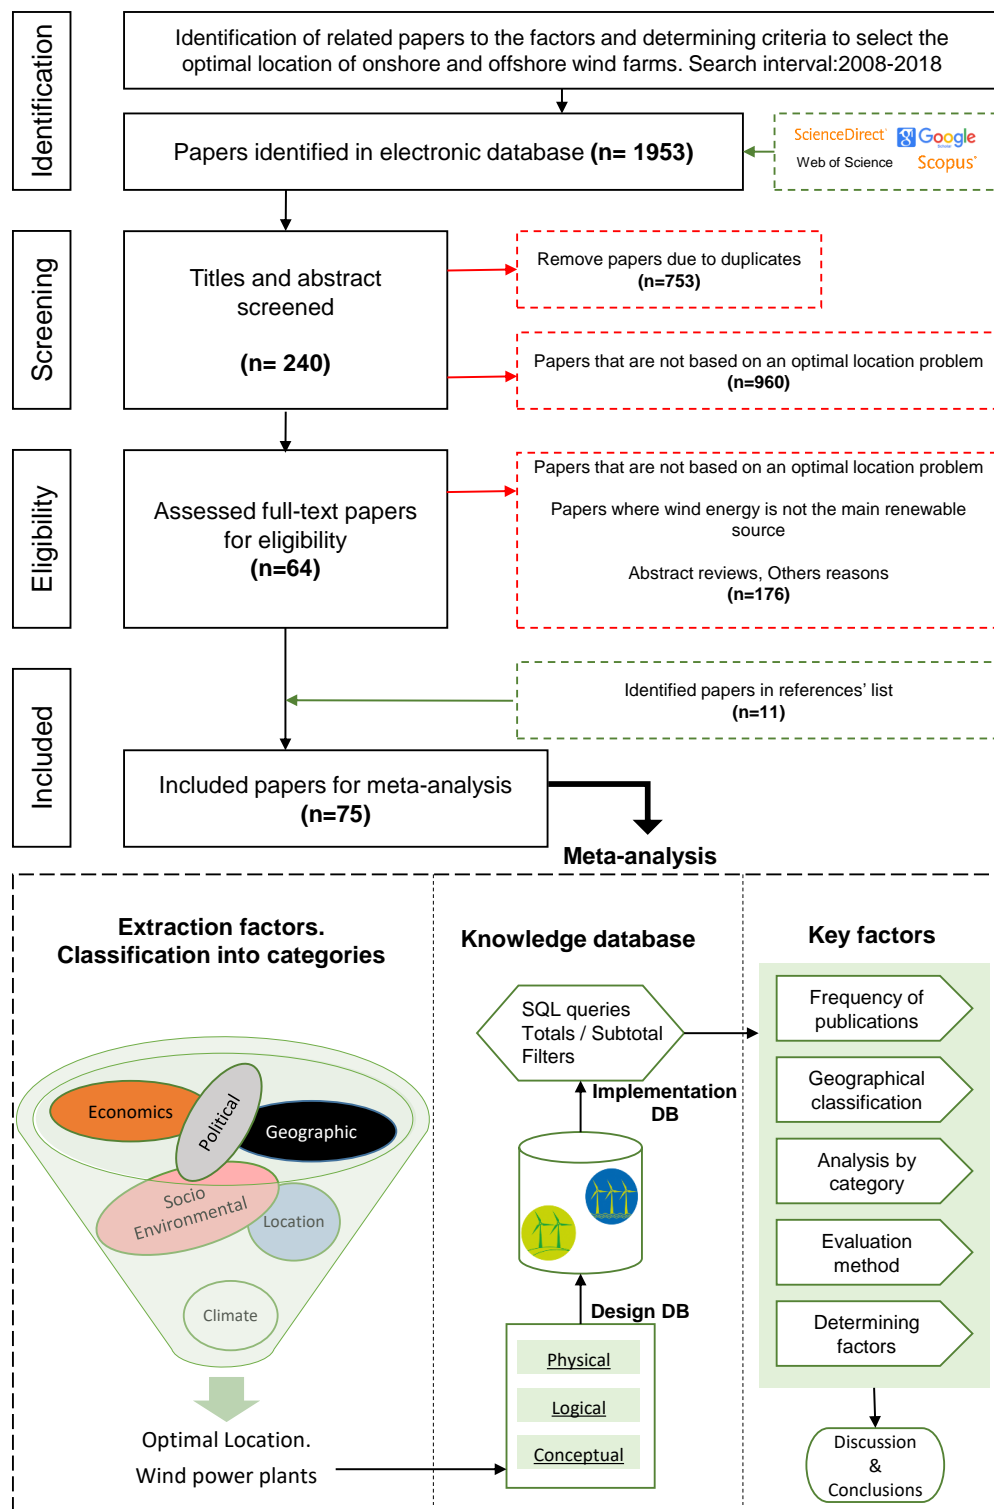 Identification
Identification of related papers to the factors and determining criteria to select the
optimal location of onshore and offshore wind farms. Search interval:2008-2018
Papers identified in electronic database (n= 1953)
ScienceDirect
Google
Web of Science
Scopus
Screening
Titles and abstract
screened
(n= 240)
Remove papers due to duplicates
(n=753)
Papers that are not based on an optimal location problem
(n=960)
Eligibility
Assessed full-text papers
for eligibility
(n=64)
Papers that are not based on an optimal location problem
Papers where wind energy is not the main renewable
source
Abstract reviews, Others reasons
(n=176)
Included
Identified papers in references’ list
(n=11)
Included papers for meta-analysis
(n=75)
Meta-analysis
Extraction factors.
Classification into categories
Economics
Political
Geographic
Socio
Environmental
Location
Climate
Optimal Location.
Wind power plants
Knowledge database
SQL queries
Totals / Subtotal
Filters
Implementation
DB
Design DB
Physical
Logical
Conceptual
Key factors
Frequency of
publications
Geographical
classification
Analysis by
category
Evaluation
method
Determining
factors
Discussion
&
Conclusions